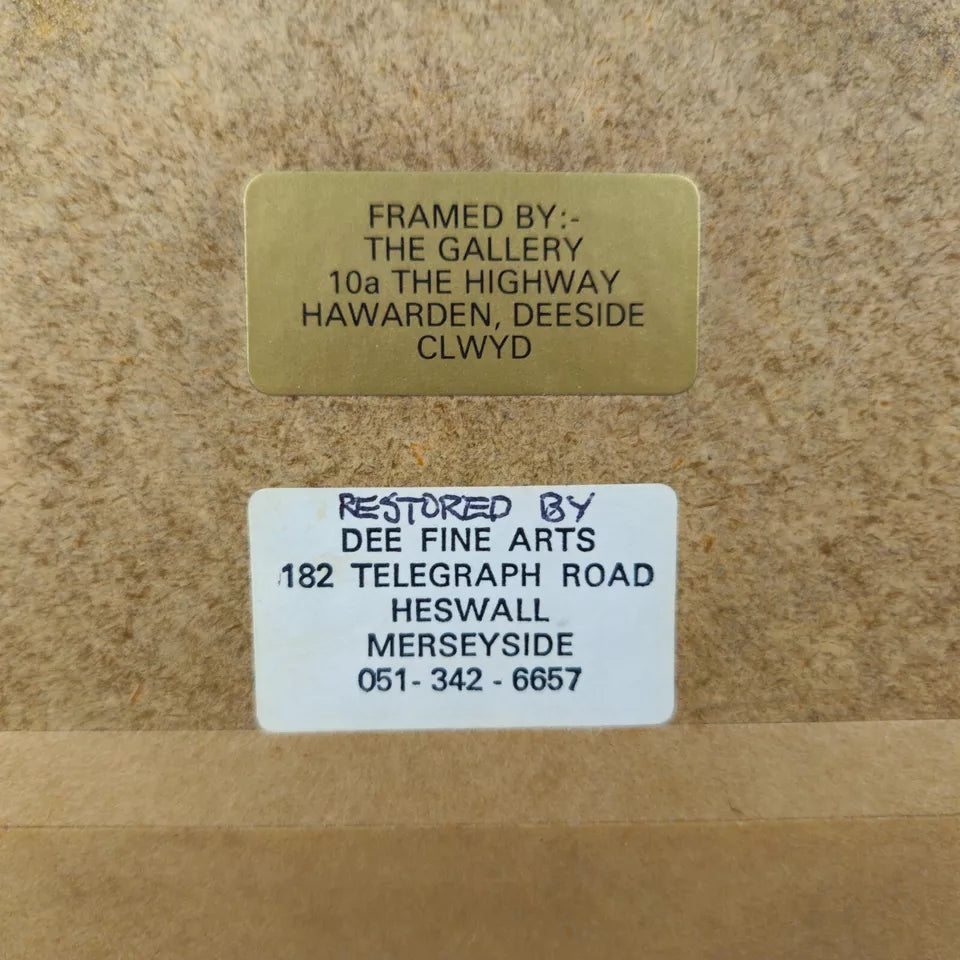 FRAMED BY:-
THE GALLERY
10a THE HIGHWAY
HAWARDEN, DEESIDE
CLWYD
RESTORED BY
DEE FINE ARTS
182 TELEGRAPH ROAD
HESWALL
MERSEYSIDE
051- 342 - 6657